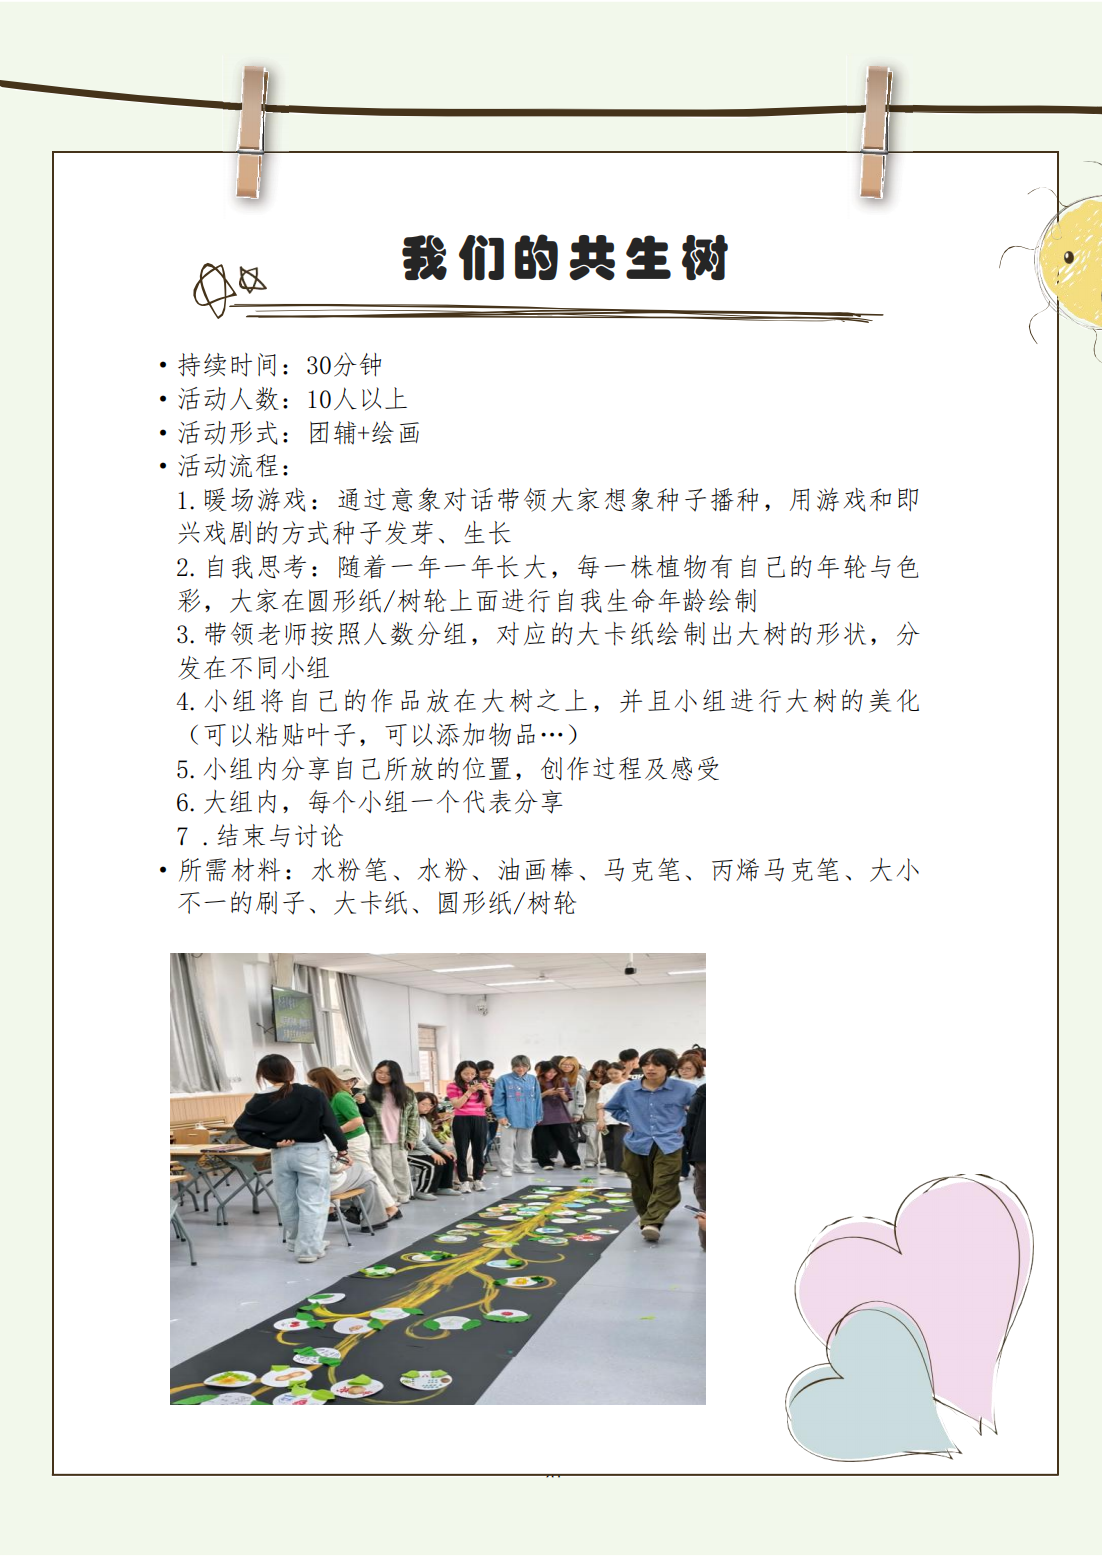 我们的共生树
•持续时间：30分钟
•活动人数：10人以上
•活动形式：团辅+绘画
•活动流程：
1.暖场游戏：通过意象对话带领大家想象种子播种，用游戏和即
兴戏剧的方式种子发芽、生长
2.自我思考：随着一年一年长大，每一株植物有自己的年轮与色
彩，大家在圆形纸/树轮上面进行自我生命年龄绘制
3.带领老师按照人数分组，对应的大卡纸绘制出大树的形状，分
发在不同小组
4.小组将自己的作品放在大树之上，并且小组进行大树的美化
（可以粘贴叶子，可以添加物品…）
5.小组内分享自己所放的位置，创作过程及感受
6.大组内，每个小组一个代表分享
7 .结束与讨论
•所需材料：水粉笔、水粉、油画棒、马克笔、丙烯马克笔、大小
不一的刷子、大卡纸、圆形纸/树轮